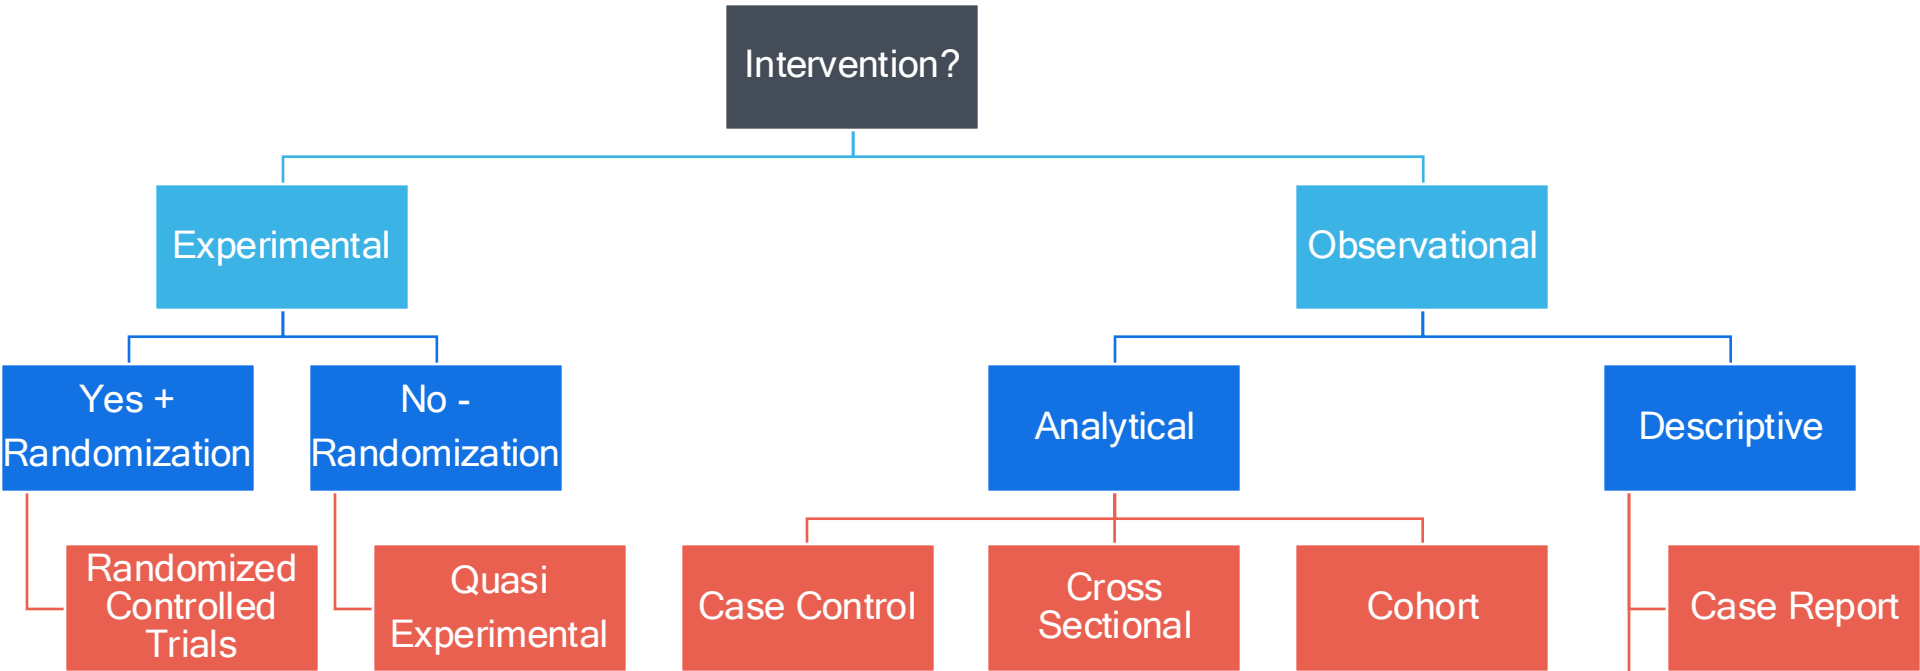 Intervention?
Experimental
Observational
Yes +
Randomization
No -
Randomization
Analytical
Descriptive
Randomized
Controlled
Trials
Quasi
Experimental
Case Control
Cross
Sectional
Cohort
Case Report